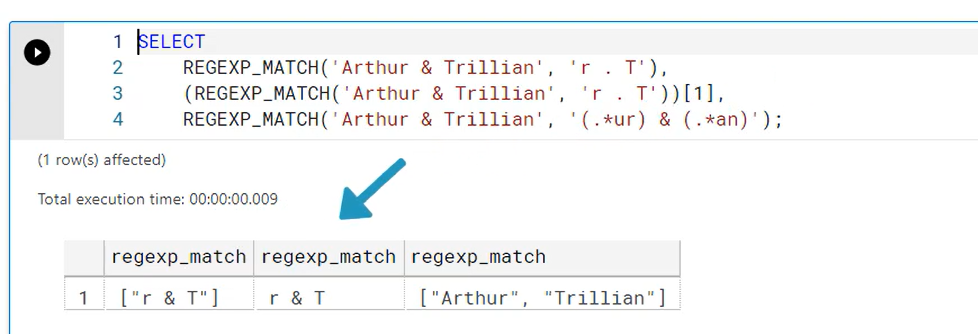 1 SELECT
2 REGEXP_MATCH('Arthur & Trillian', 'r . T'),
3 (REGEXP_MATCH('Arthur & Trillian', 'r . T'))[1],
4 REGEXP_MATCH('Arthur & Trillian', '(.*ur) & (.*an)');
(1 row(s) affected)
Total execution time: 00:00:00.009
regexp_match regexp_match regexp_match
1 ["r & T"] r & T ["Arthur", "Trillian"]